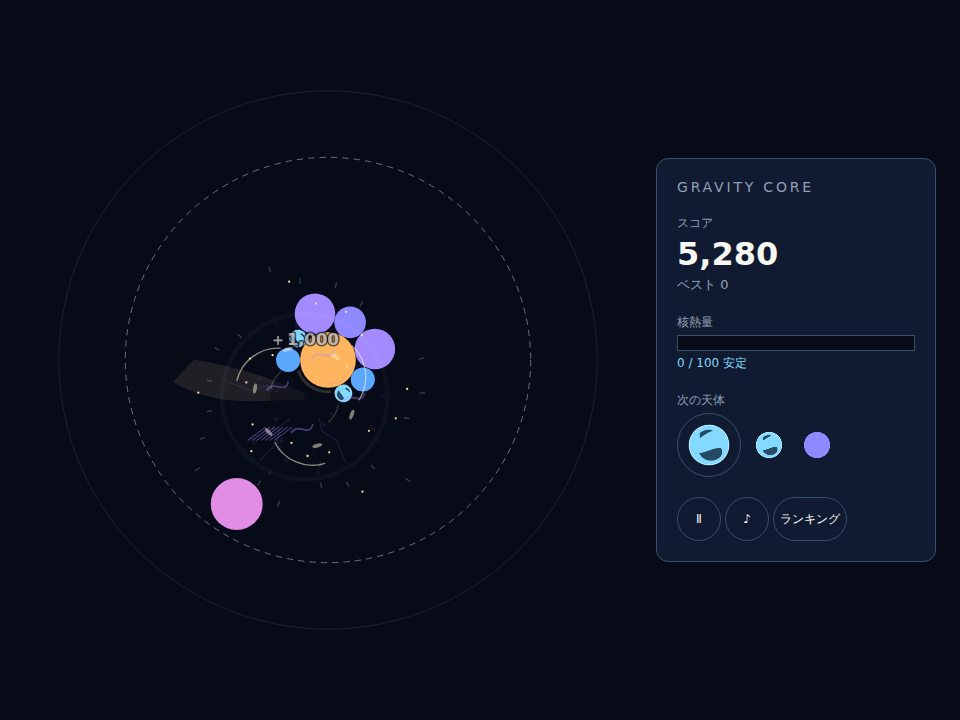 +1,000
GRAVITY CORE
スコア
5,280
ベスト 0
核熱量
0 / 100 安定
次の天体
Ⅱ
♪
ランキング